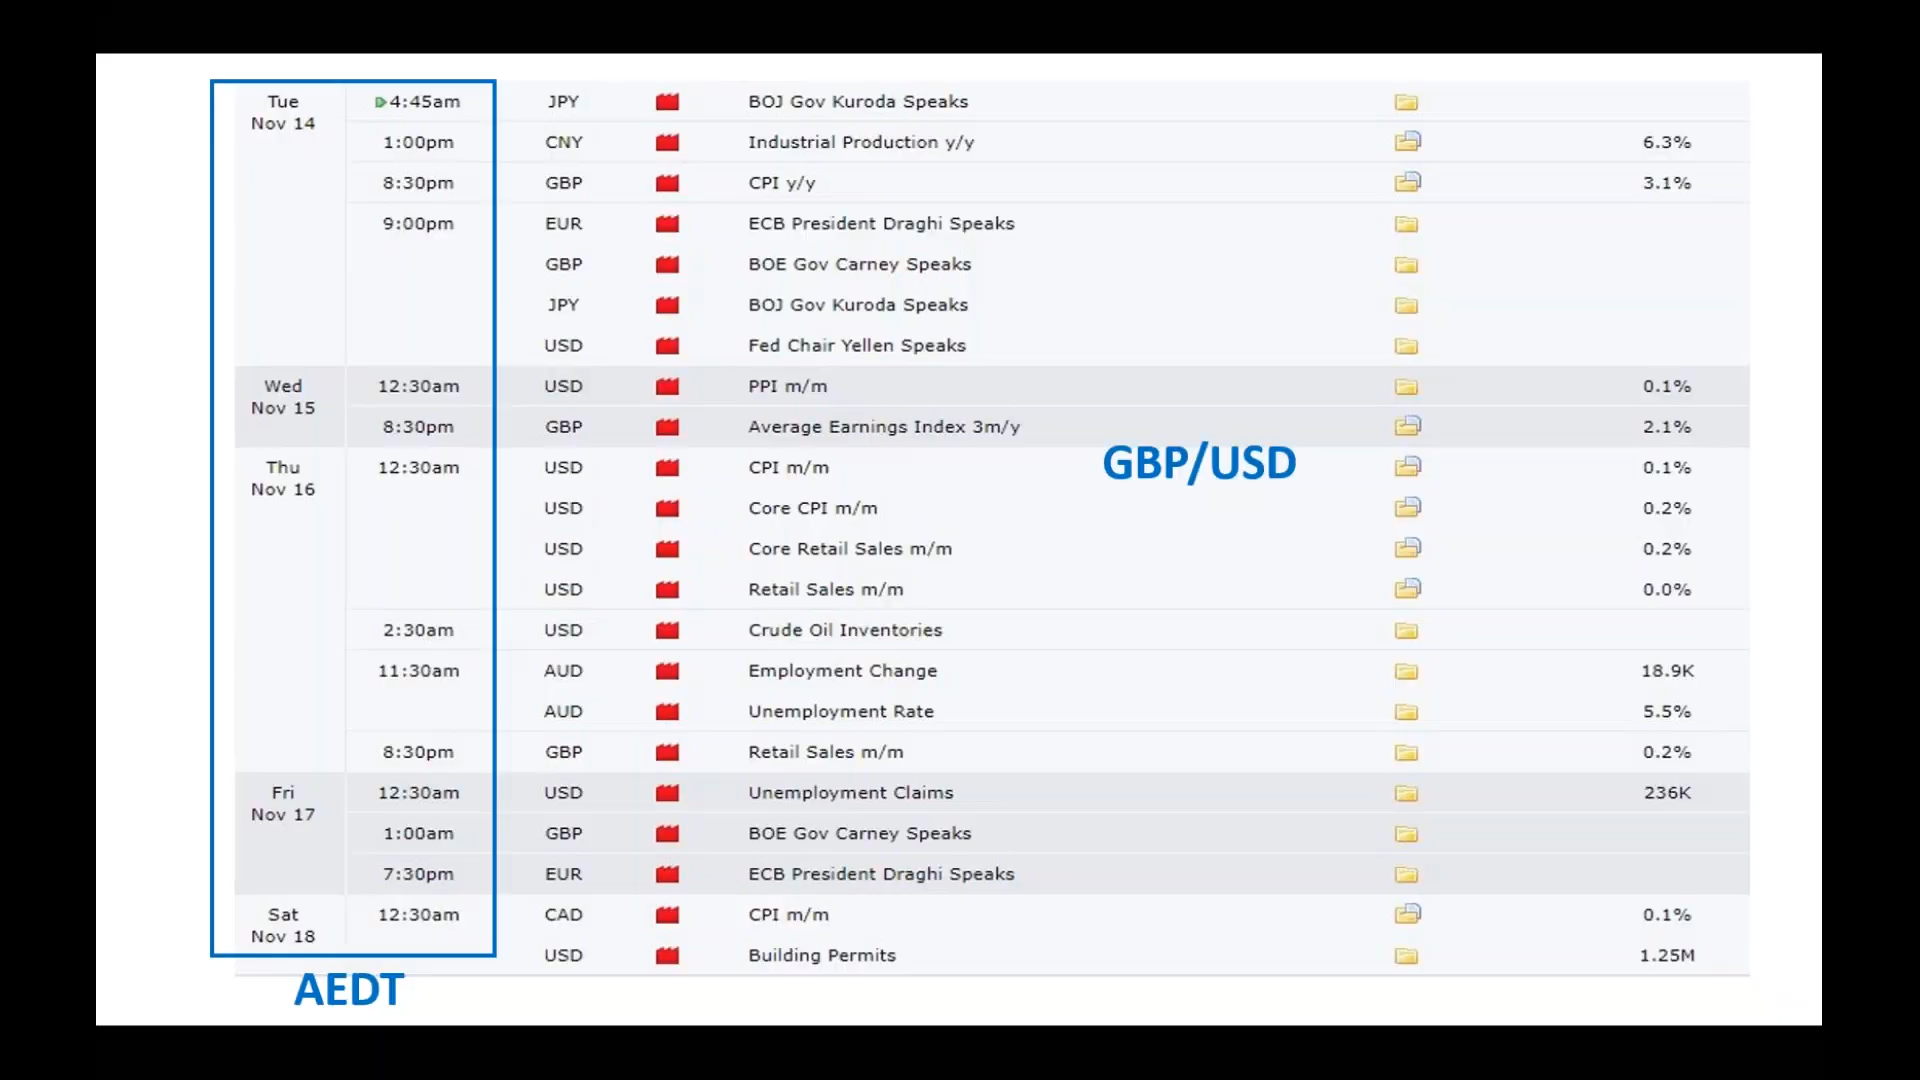 Tue Nov 14 4:45am JPY BOJ Gov Kuroda Speaks
1:00pm CNY Industrial Production y/y 6.3%
8:30pm GBP CPI y/y 3.1%
9:00pm EUR ECB President Draghi Speaks
GBP BOE Gov Carney Speaks
JPY BOJ Gov Kuroda Speaks
USD Fed Chair Yellen Speaks
Wed Nov 15 12:30am USD PPI m/m 0.1%
8:30pm GBP Average Earnings Index 3m/y 2.1%
GBP/USD
Thu Nov 16 12:30am USD CPI m/m 0.1%
USD Core CPI m/m 0.2%
USD Core Retail Sales m/m 0.2%
USD Retail Sales m/m 0.0%
2:30am USD Crude Oil Inventories
11:30am AUD Employment Change 18.9K
AUD Unemployment Rate 5.5%
8:30pm GBP Retail Sales m/m 0.2%
Fri Nov 17 12:30am USD Unemployment Claims 236K
1:00am GBP BOE Gov Carney Speaks
7:30pm EUR ECB President Draghi Speaks
Sat Nov 18 12:30am CAD CPI m/m 0.1%
USD Building Permits 1.25M
AEDT